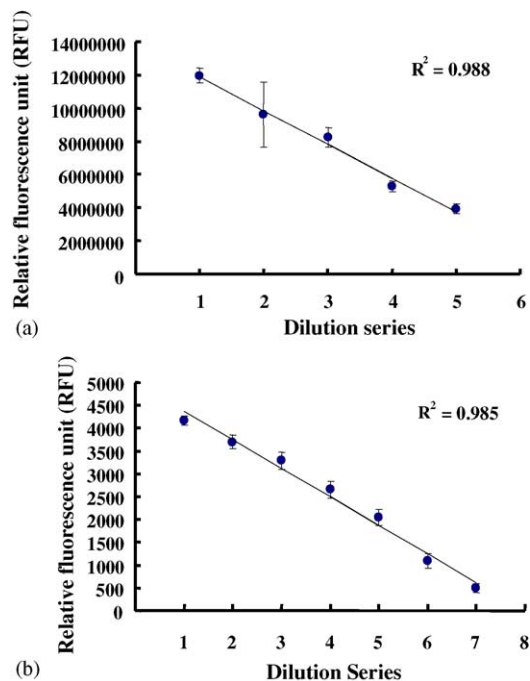 Relative fluorescence unit (RFU)
14000000
12000000
10000000
8000000
6000000
4000000
2000000
0
R² = 0.988
1 2 3 4 5 6
Dilution series
(a)
Relative fluorescence unit (RFU)
5000
4500
4000
3500
3000
2500
2000
1500
1000
500
0
R² = 0.985
1 2 3 4 5 6 7 8
Dilution Series
(b)